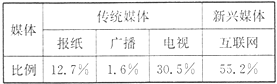 媒体 传统媒体 新兴媒体
报纸 广播 电视 互联网
比例 12.7% 1.6% 30.5% 55.2%